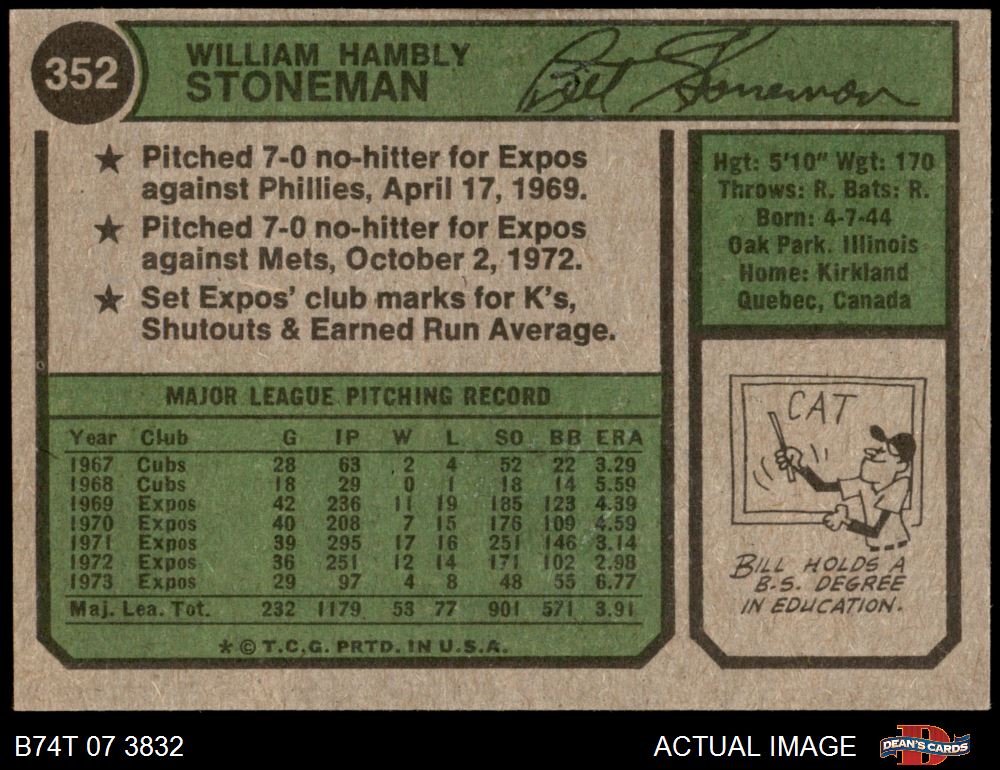 352
WILLIAM HAMBLY
STONEMAN
Bill Stoneman
★ Pitched 7-0 no-hitter for Expos
against Phillies, April 17, 1969.
★ Pitched 7-0 no-hitter for Expos
against Mets, October 2, 1972.
★ Set Expos' club marks for K's,
Shutouts & Earned Run Average.
Hgt: 5'10" Wgt: 170
Throws: R. Bats: R.
Born: 4-7-44
Oak Park. Illinois
Home: Kirkland
Quebec, Canada
MAJOR LEAGUE PITCHING RECORD
Year Club G IP W L SO BB ERA
1967 Cubs 28 63 2 4 52 22 3.29
1968 Cubs 18 29 0 1 18 14 5.59
1969 Expos 42 236 11 19 185 123 4.39
1970 Expos 40 208 7 15 176 109 4.59
1971 Expos 39 295 17 16 251 146 3.14
1972 Expos 36 251 12 14 171 102 2.98
1973 Expos 29 97 4 8 48 55 6.77
Maj. Lea. Tot. 232 1179 53 77 901 571 3.91
* © T.C.G. PRTD. IN U.S.A.
CAT
BILL HOLDS A
B.S. DEGREE
IN EDUCATION.
B74T 07 3832
ACTUAL IMAGE
DEAN'S CARDS